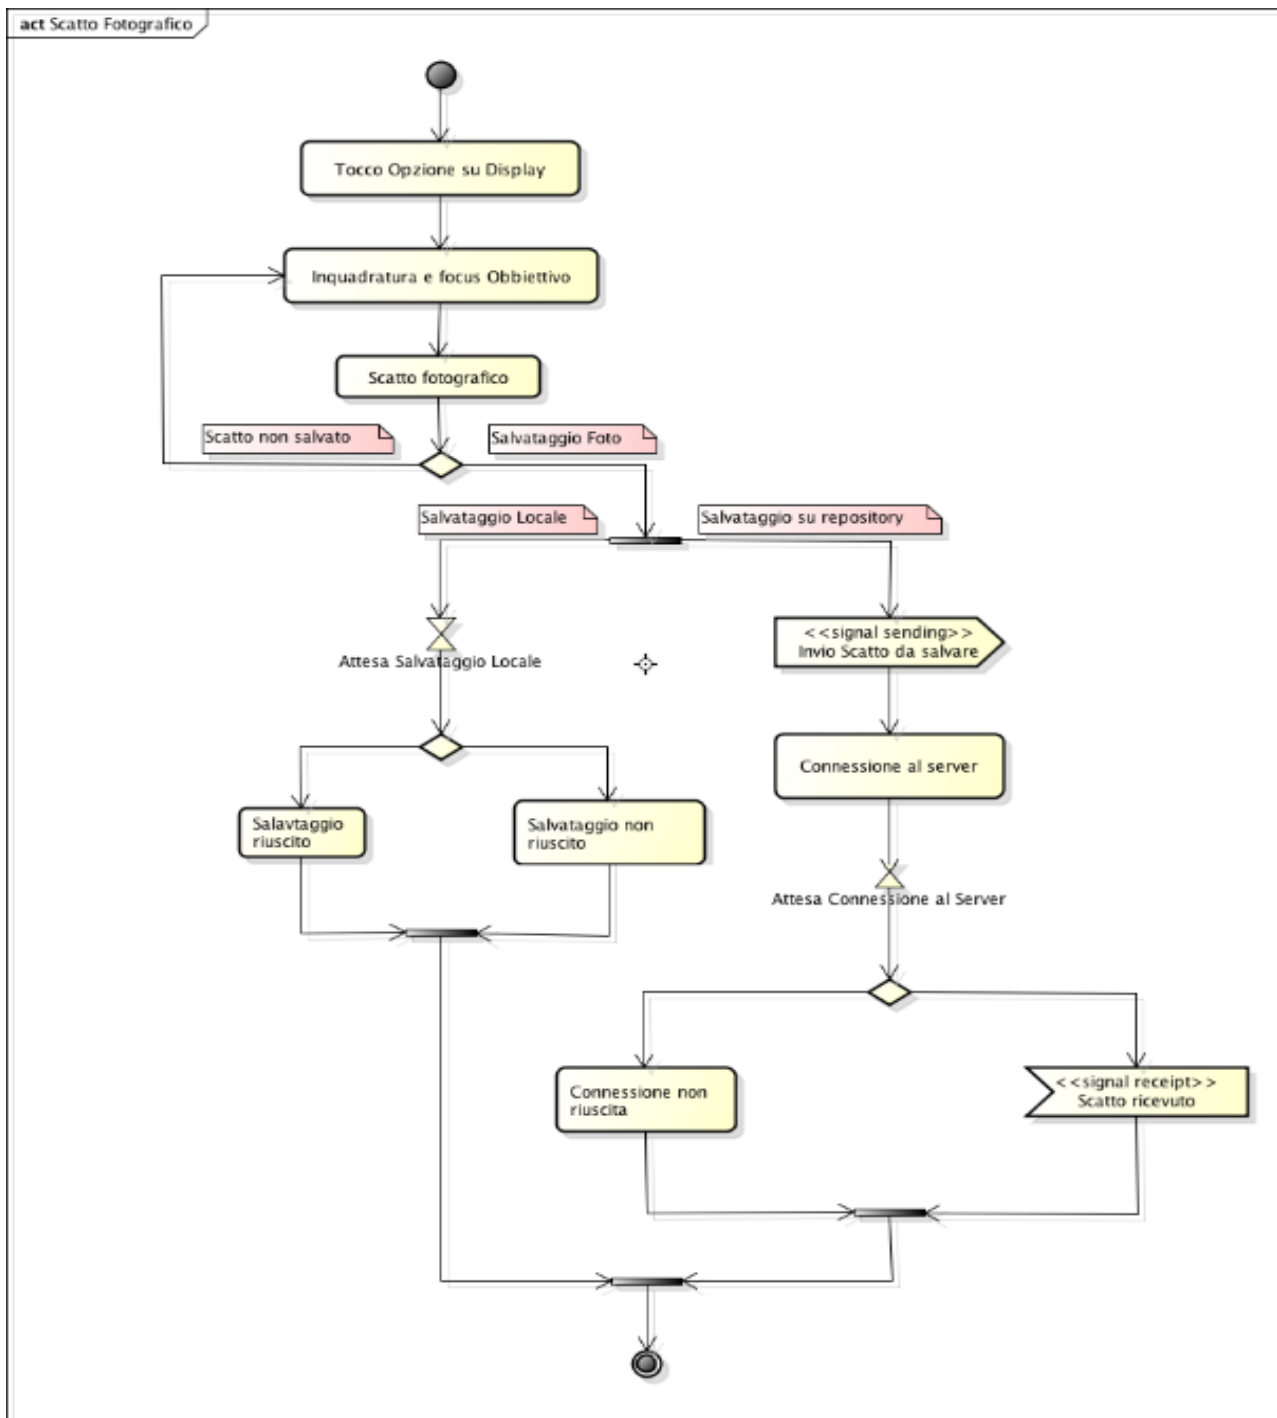 act Scatto Fotografico
Tocco Opzione su Display
Inquadratura e focus Obbiettivo
Scatto fotografico
Scatto non salvato
Salvataggio Foto
Salvataggio Locale
Salvataggio su repository
<<signal sending>>
Invio Scatto da salvare
Attesa Salvataggio Locale
Connessione al server
Salavtaggio
riuscito
Salvataggio non
riuscito
Attesa Connessione al Server
Connessione non
riuscita
<<signal receipt>>
Scatto ricevuto